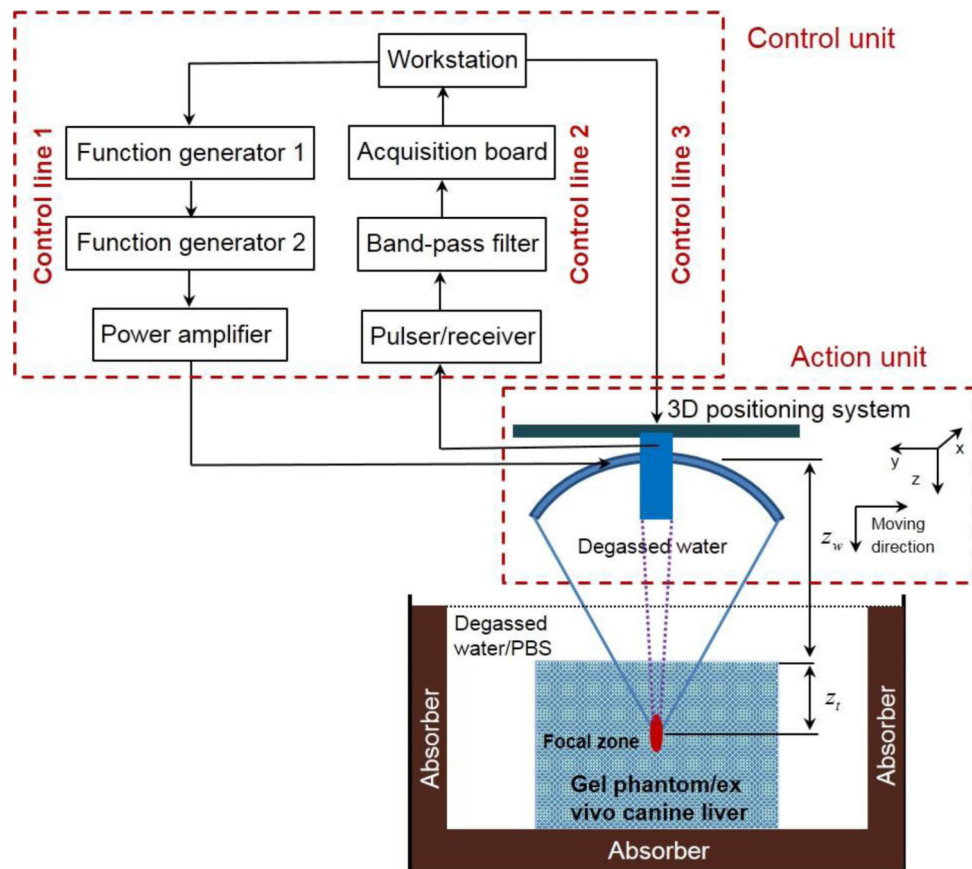 Control unit
Workstation
Control line 1
Function generator 1
Function generator 2
Power amplifier
Acquisition board
Band-pass filter
Pulser/receiver
Control line 2
Control line 3
Action unit
3D positioning system
x
y
z
Moving
direction
Degassed water
z_w
Degassed
water/PBS
z_t
Focal zone
Gel phantom/ex
vivo canine liver
Absorber
Absorber
Absorber